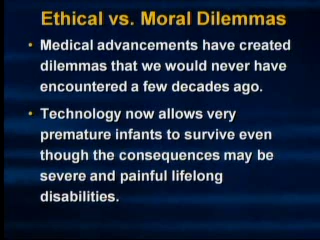 Ethical vs. Moral Dilemmas
• Medical advancements have created
dilemmas that we would never have
encountered a few decades ago.
• Technology now allows very
premature infants to survive even
though the consequences may be
severe and painful lifelong
disabilities.